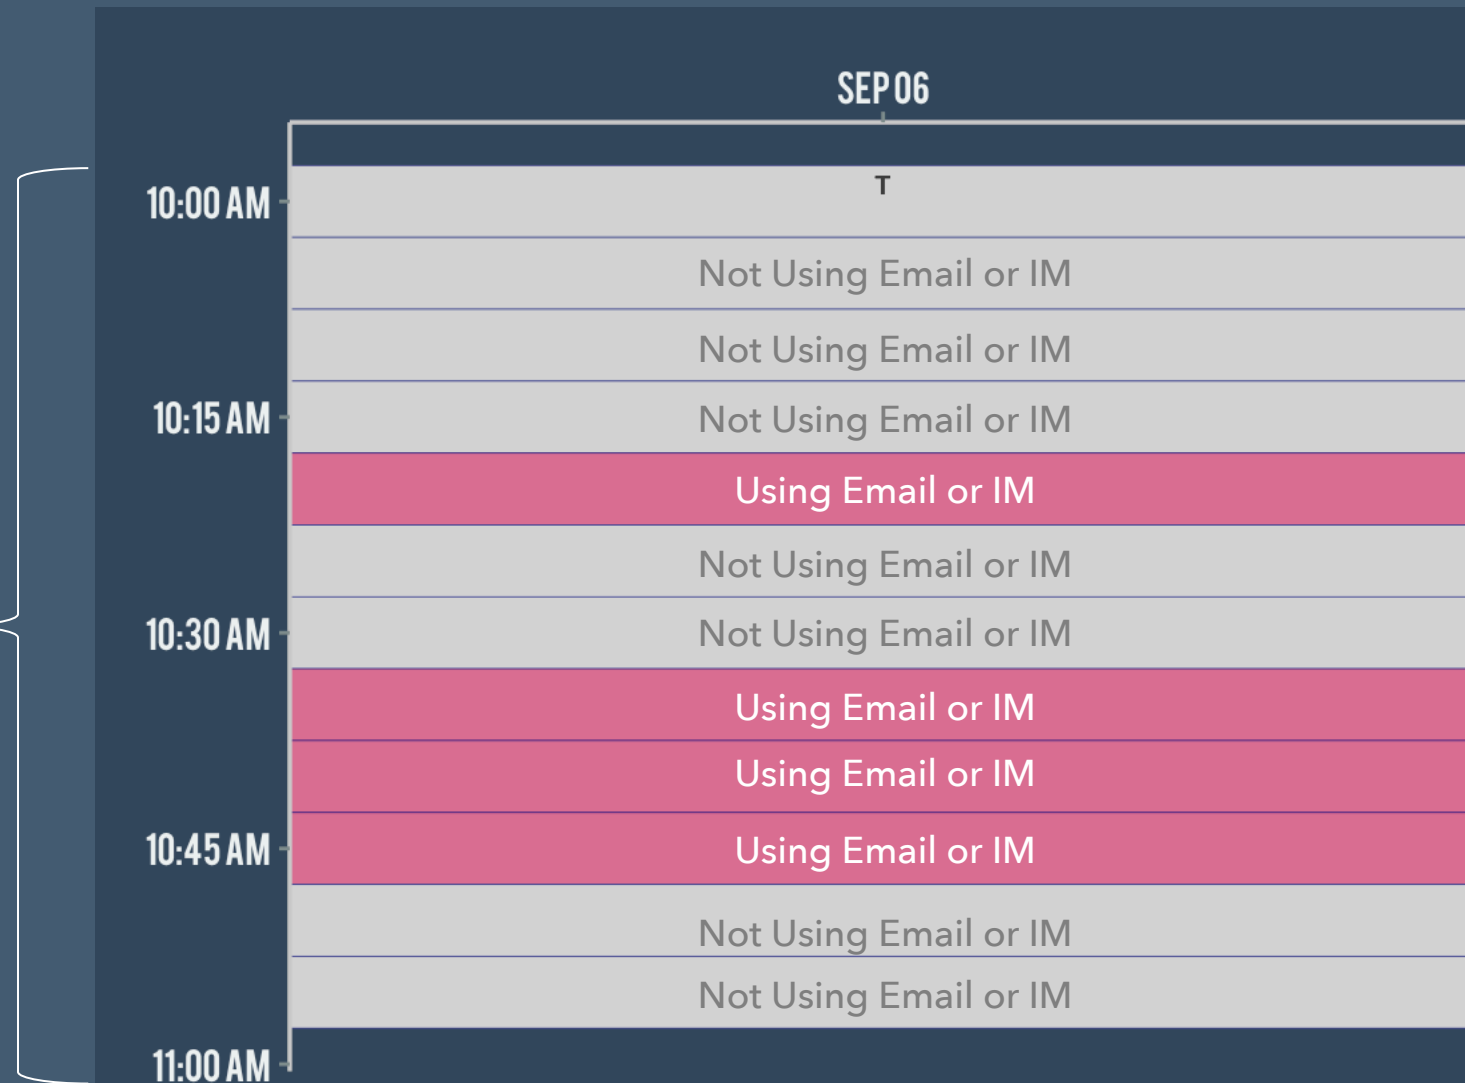 SEP 06
10:00 AM
T
Not Using Email or IM
Not Using Email or IM
10:15 AM
Not Using Email or IM
Using Email or IM
Not Using Email or IM
10:30 AM
Not Using Email or IM
Using Email or IM
Using Email or IM
10:45 AM
Using Email or IM
Not Using Email or IM
Not Using Email or IM
11:00 AM